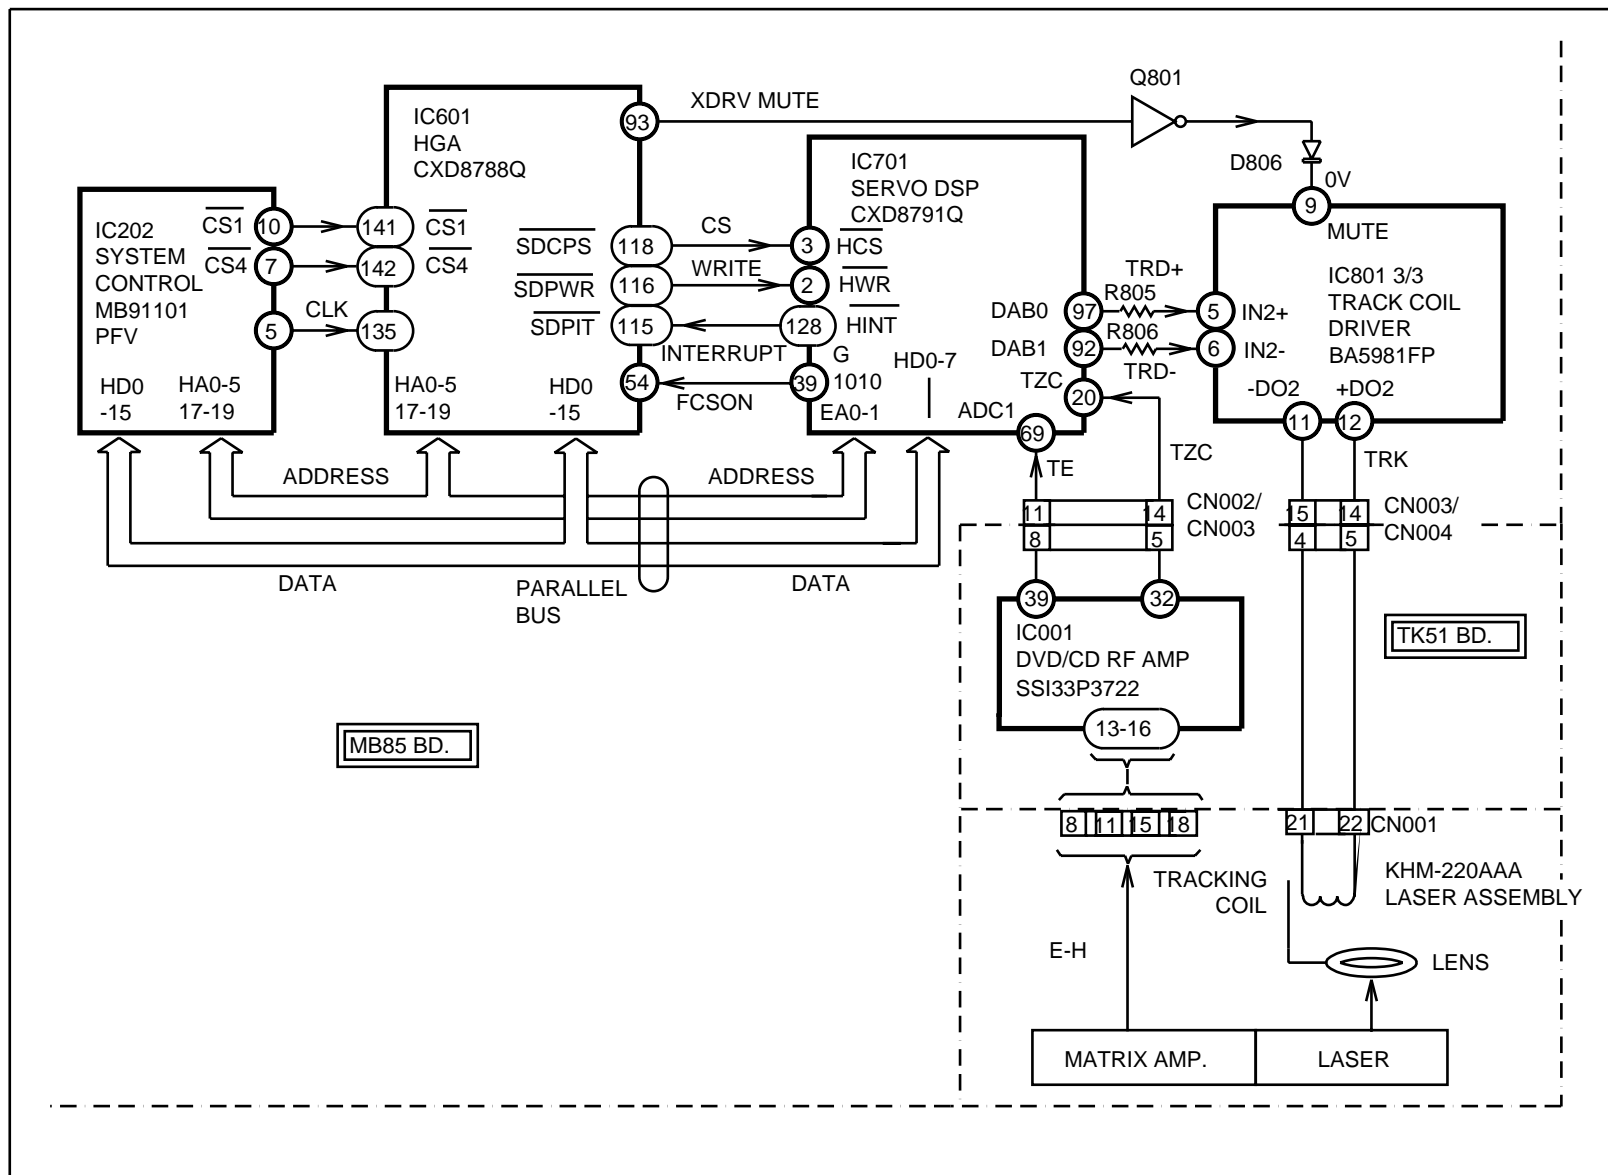 XDRV MUTE
Q801
D806
0V
IC202
SYSTEM
CONTROL
MB91101
PFV
CS1
10
CS4
7
CLK
5
HD0
-15
HA0-5
17-19
IC601
HGA
CXD8788Q
93
141
CS1
142
CS4
135
SDCPS
118
SDPWR
116
SDPIT
115
54
HA0-5
17-19
HD0
-15
CS
WRITE
INTERRUPT
FCSON
IC701
SERVO DSP
CXD8791Q
3
HCS
2
HWR
128
HINT
G
39
1010
EA0-1
HD0-7
ADC1
DAB0
97
DAB1
92
TZC
20
69
TRD+
R805
R806
TRD-
9
MUTE
IC801 3/3
TRACK COIL
DRIVER
BA5981FP
5
IN2+
6
IN2-
-DO2
+DO2
11
12
TRK
TE
TZC
ADDRESS
ADDRESS
DATA
PARALLEL
BUS
DATA
11
14
8
5
CN002/
CN003
15
14
4
5
CN003/
CN004
39
32
IC001
DVD/CD RF AMP
SSI33P3722
13-16
TK51 BD.
MB85 BD.
8
11
15
18
21
22
CN001
TRACKING
COIL
KHM-220AAA
LASER ASSEMBLY
E-H
LENS
MATRIX AMP.
LASER